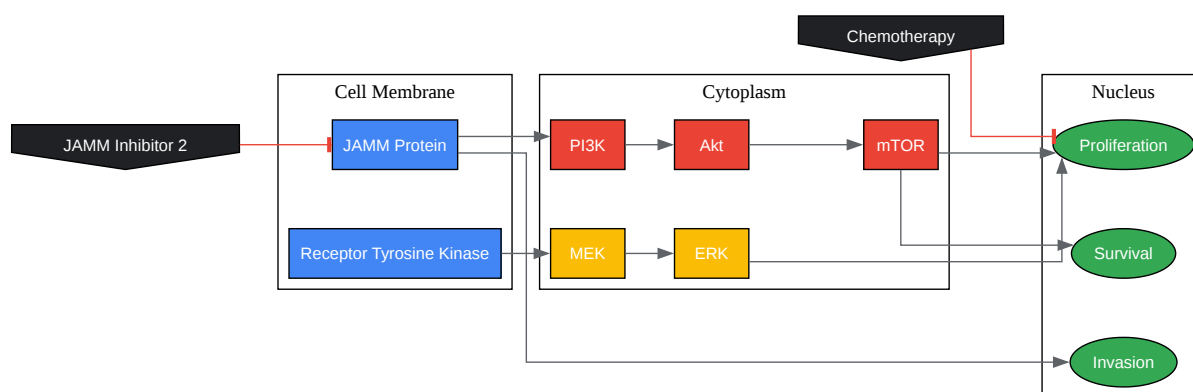 Chemotherapy
Cell Membrane
Cytoplasm
Nucleus
JAMM Inhibitor 2
JAMM Protein
PI3K
Akt
mTOR
Proliferation
Receptor Tyrosine Kinase
MEK
ERK
Survival
Invasion